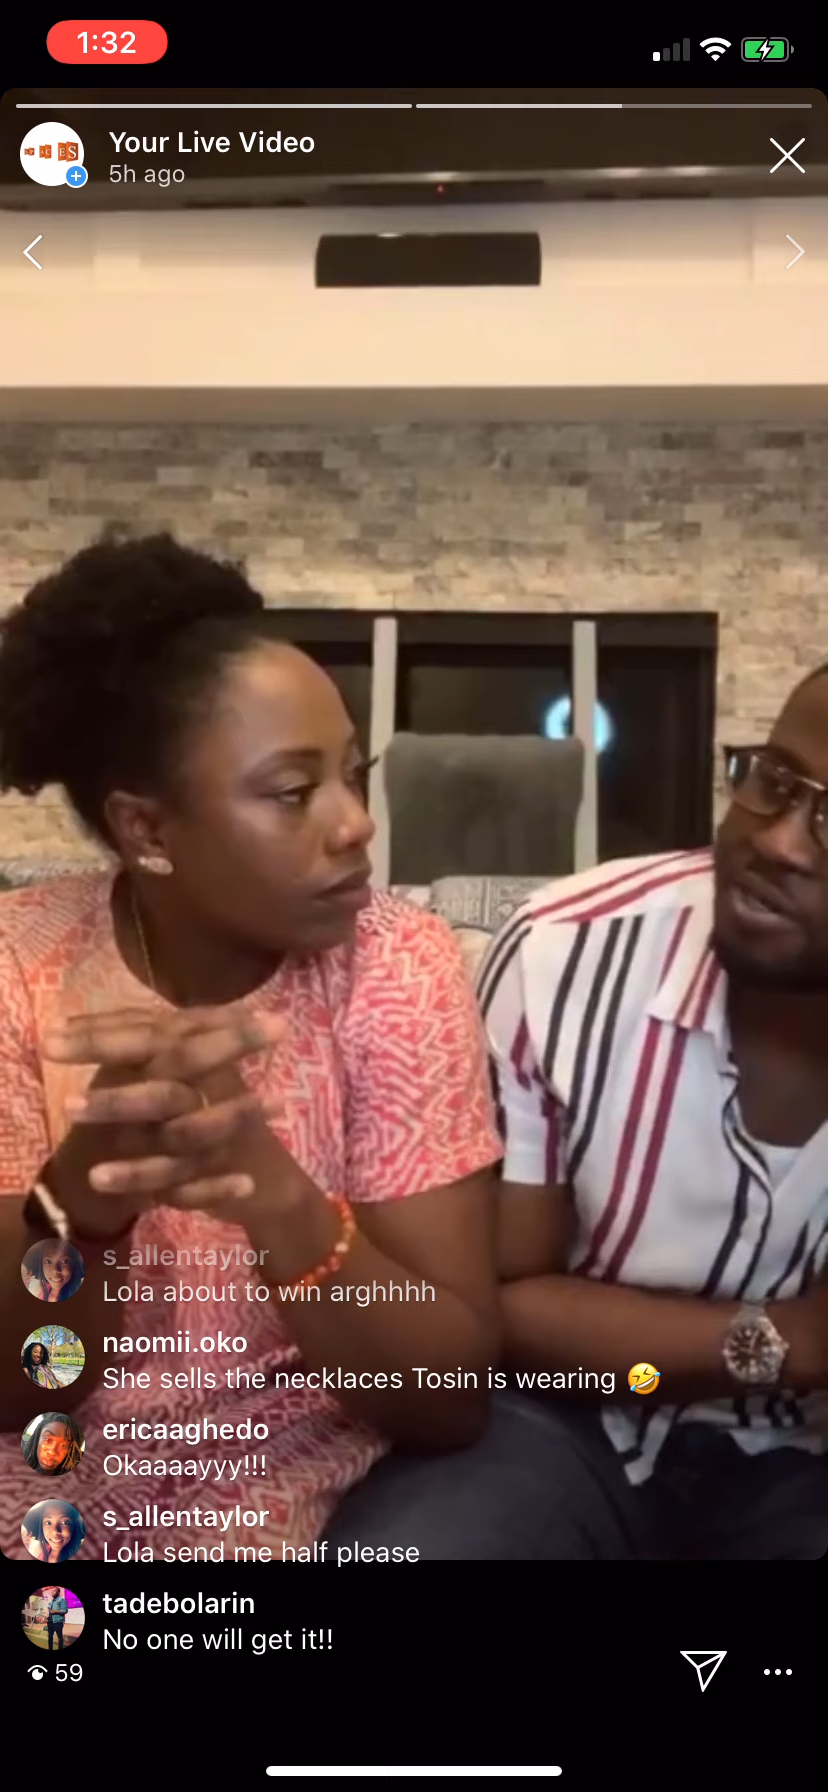 1:32
Your Live Video
5h ago
s_allentaylor
Lola about to win arghhhh
naomii.oko
She sells the necklaces Tosin is wearing 🤣
ericaaghedo
Okaaaayyy!!!
s_allentaylor
Lola send me half please
tadebolarin
No one will get it!!
59